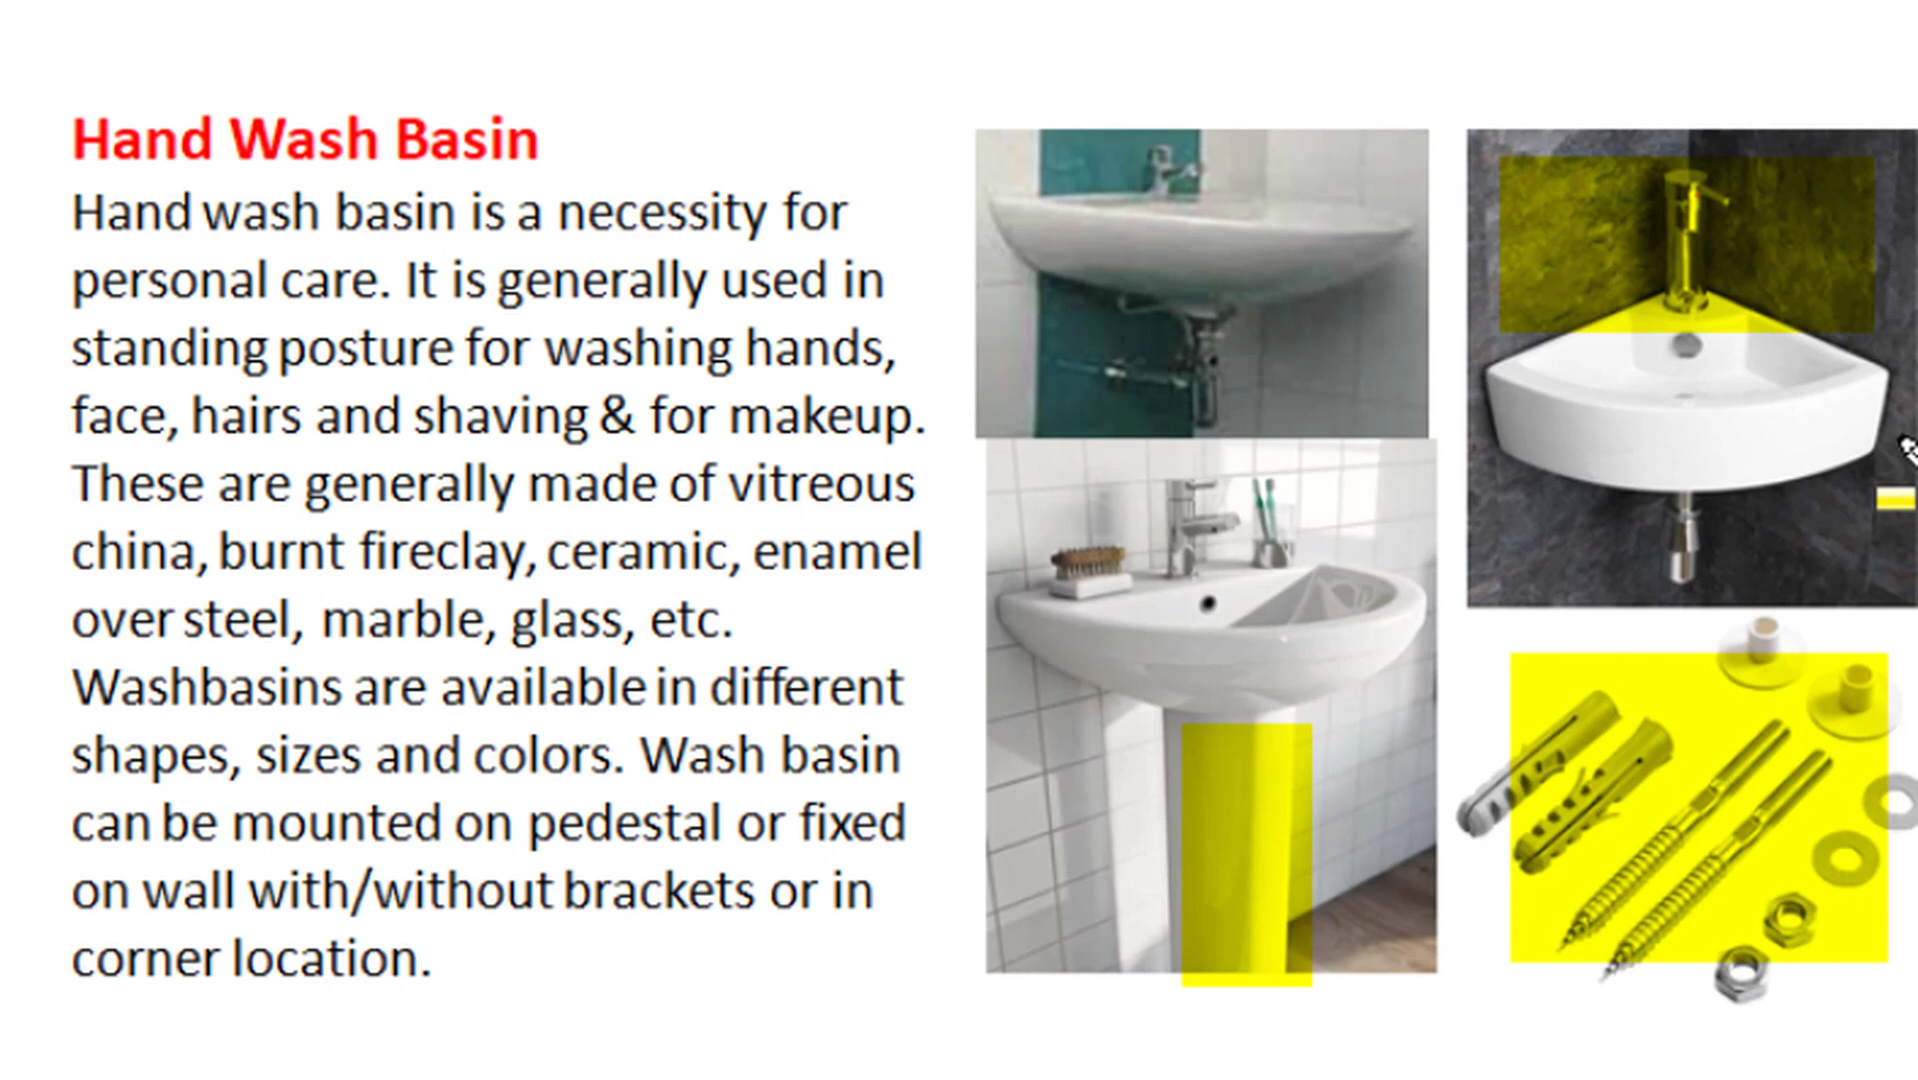 Hand Wash Basin
Hand wash basin is a necessity for
personal care. It is generally used in
standing posture for washing hands,
face, hairs and shaving & for makeup.
These are generally made of vitreous
china, burnt fireclay, ceramic, enamel
over steel, marble, glass, etc.
Washbasins are available in different
shapes, sizes and colors. Wash basin
can be mounted on pedestal or fixed
on wall with/without brackets or in
corner location.